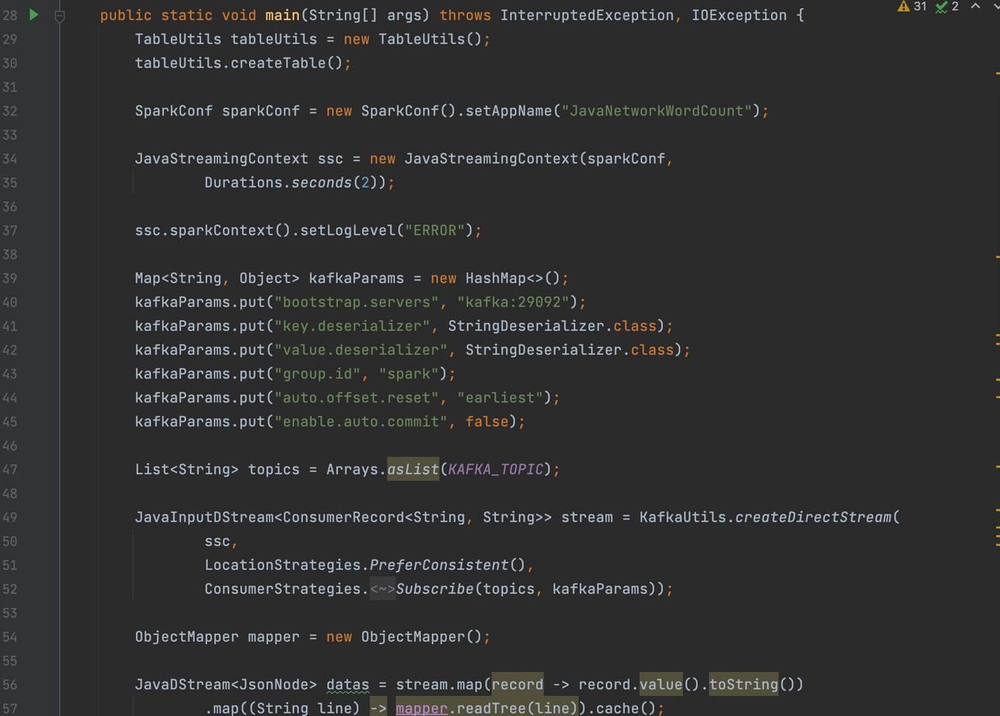 31 2
28 public static void main(String[] args) throws InterruptedException, IOException {
29 TableUtils tableUtils = new TableUtils();
30 tableUtils.createTable();
31
32 SparkConf sparkConf = new SparkConf().setAppName("JavaNetworkWordCount");
33
34 JavaStreamingContext ssc = new JavaStreamingContext(sparkConf,
35 Durations.seconds(2));
36
37 ssc.sparkContext().setLogLevel("ERROR");
38
39 Map<String, Object> kafkaParams = new HashMap<>();
40 kafkaParams.put("bootstrap.servers", "kafka:29092");
41 kafkaParams.put("key.deserializer", StringDeserializer.class);
42 kafkaParams.put("value.deserializer", StringDeserializer.class);
43 kafkaParams.put("group.id", "spark");
44 kafkaParams.put("auto.offset.reset", "earliest");
45 kafkaParams.put("enable.auto.commit", false);
46
47 List<String> topics = Arrays.asList(KAFKA_TOPIC);
48
49 JavaInputDStream<ConsumerRecord<String, String>> stream = KafkaUtils.createDirectStream(
50 ssc,
51 LocationStrategies.PreferConsistent(),
52 ConsumerStrategies.<~>Subscribe(topics, kafkaParams));
53
54 ObjectMapper mapper = new ObjectMapper();
55
56 JavaDStream<JsonNode> datas = stream.map(record -> record.value().toString())
57 .map((String line) -> mapper.readTree(line)).cache();